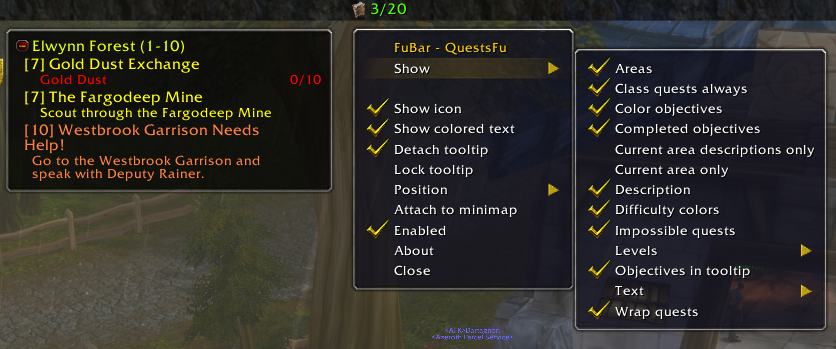 3/20
Elwynn Forest (1-10)
[7] Gold Dust Exchange
Gold Dust 0/10
[7] The Fargodeep Mine
Scout through the Fargodeep Mine
[10] Westbrook Garrison Needs
Help!
Go to the Westbrook Garrison and
speak with Deputy Rainer.
FuBar - QuestsFu
Show
Show icon
Show colored text
Detach tooltip
Lock tooltip
Position
Attach to minimap
Enabled
About
Close
Areas
Class quests always
Color objectives
Completed objectives
Current area descriptions only
Current area only
Description
Difficulty colors
Impossible quests
Levels
Objectives in tooltip
Text
Wrap quests
<Azeroth Parcel Service>